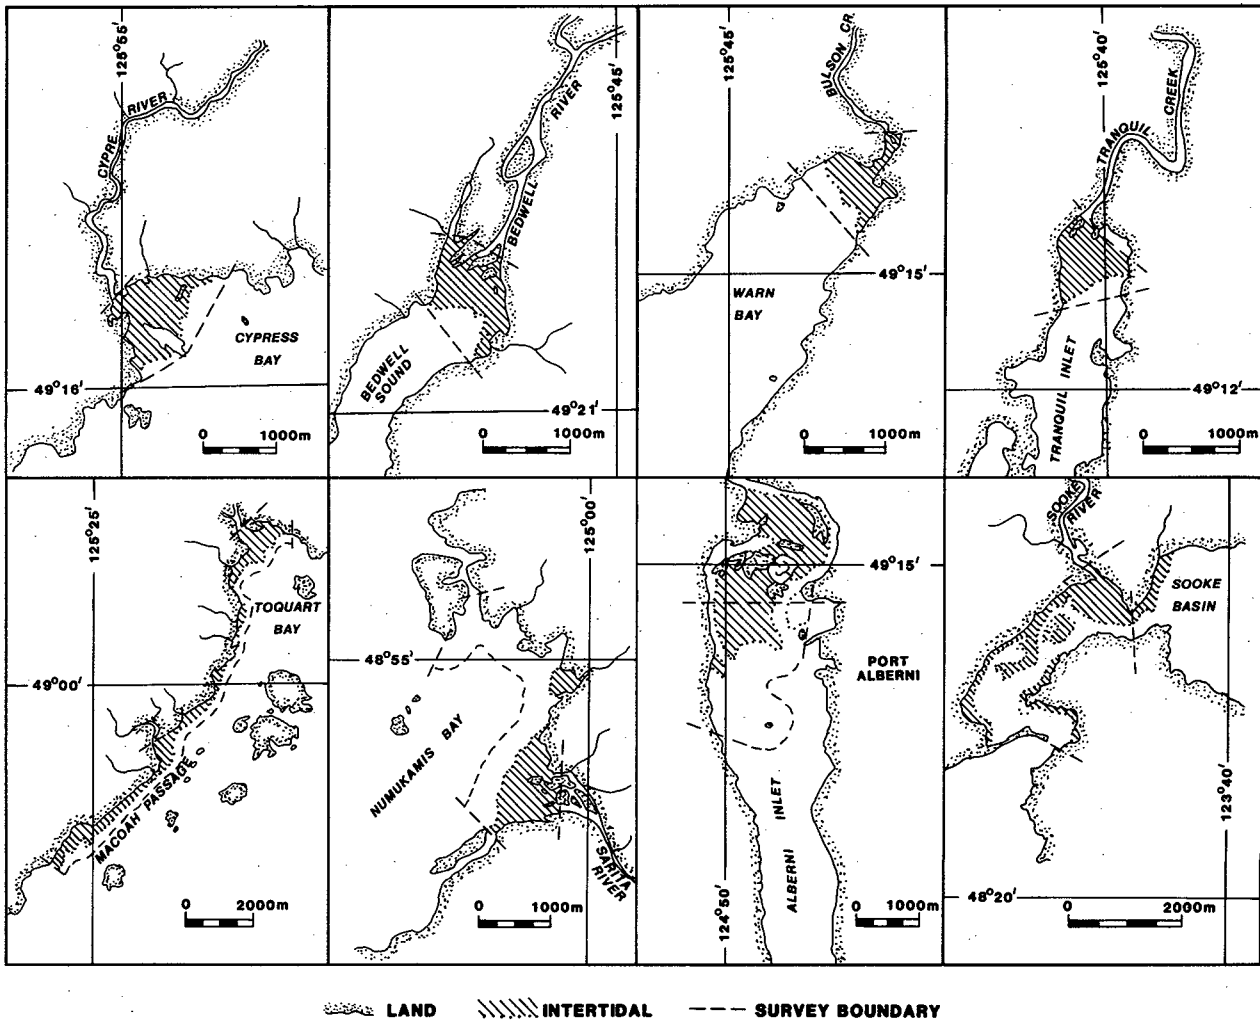 125°55'
CYPRE RIVER
CYPRESS
BAY
49°16'
0 1000m
125°45'
BEDWELL RIVER
BEDWELL
SOUND
49°21'
0 1000m
125°45'
BILLSON CR.
49°15'
WARN
BAY
0 1000m
125°40'
TRANQUIL CREEK
TRANQUIL INLET
49°12'
0 1000m
125°25'
TOQUART
BAY
49°00'
MACOAH PASSAGE
0 2000m
125°00'
48°55'
NUMUKAMIS BAY
SARITA
RIVER
0 1000m
49°15'
PORT
ALBERNI
ALBERNI INLET
124°50'
0 1000m
SOOKE
RIVER
SOOKE
BASIN
123°40'
48°20'
0 2000m
LAND INTERTIDAL SURVEY BOUNDARY